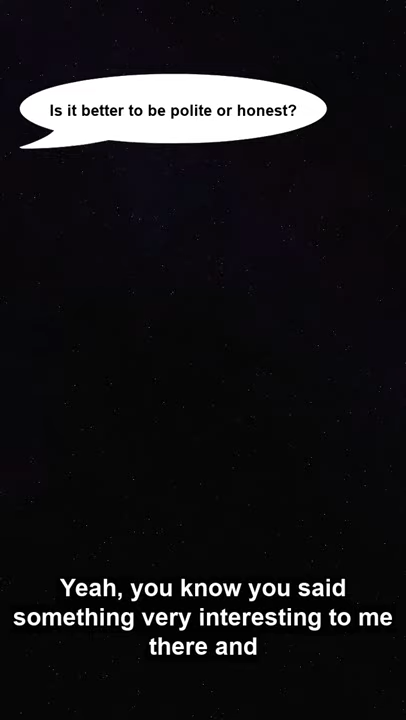 Is it better to be polite or honest?
Yeah, you know you said
something very interesting to me
there and